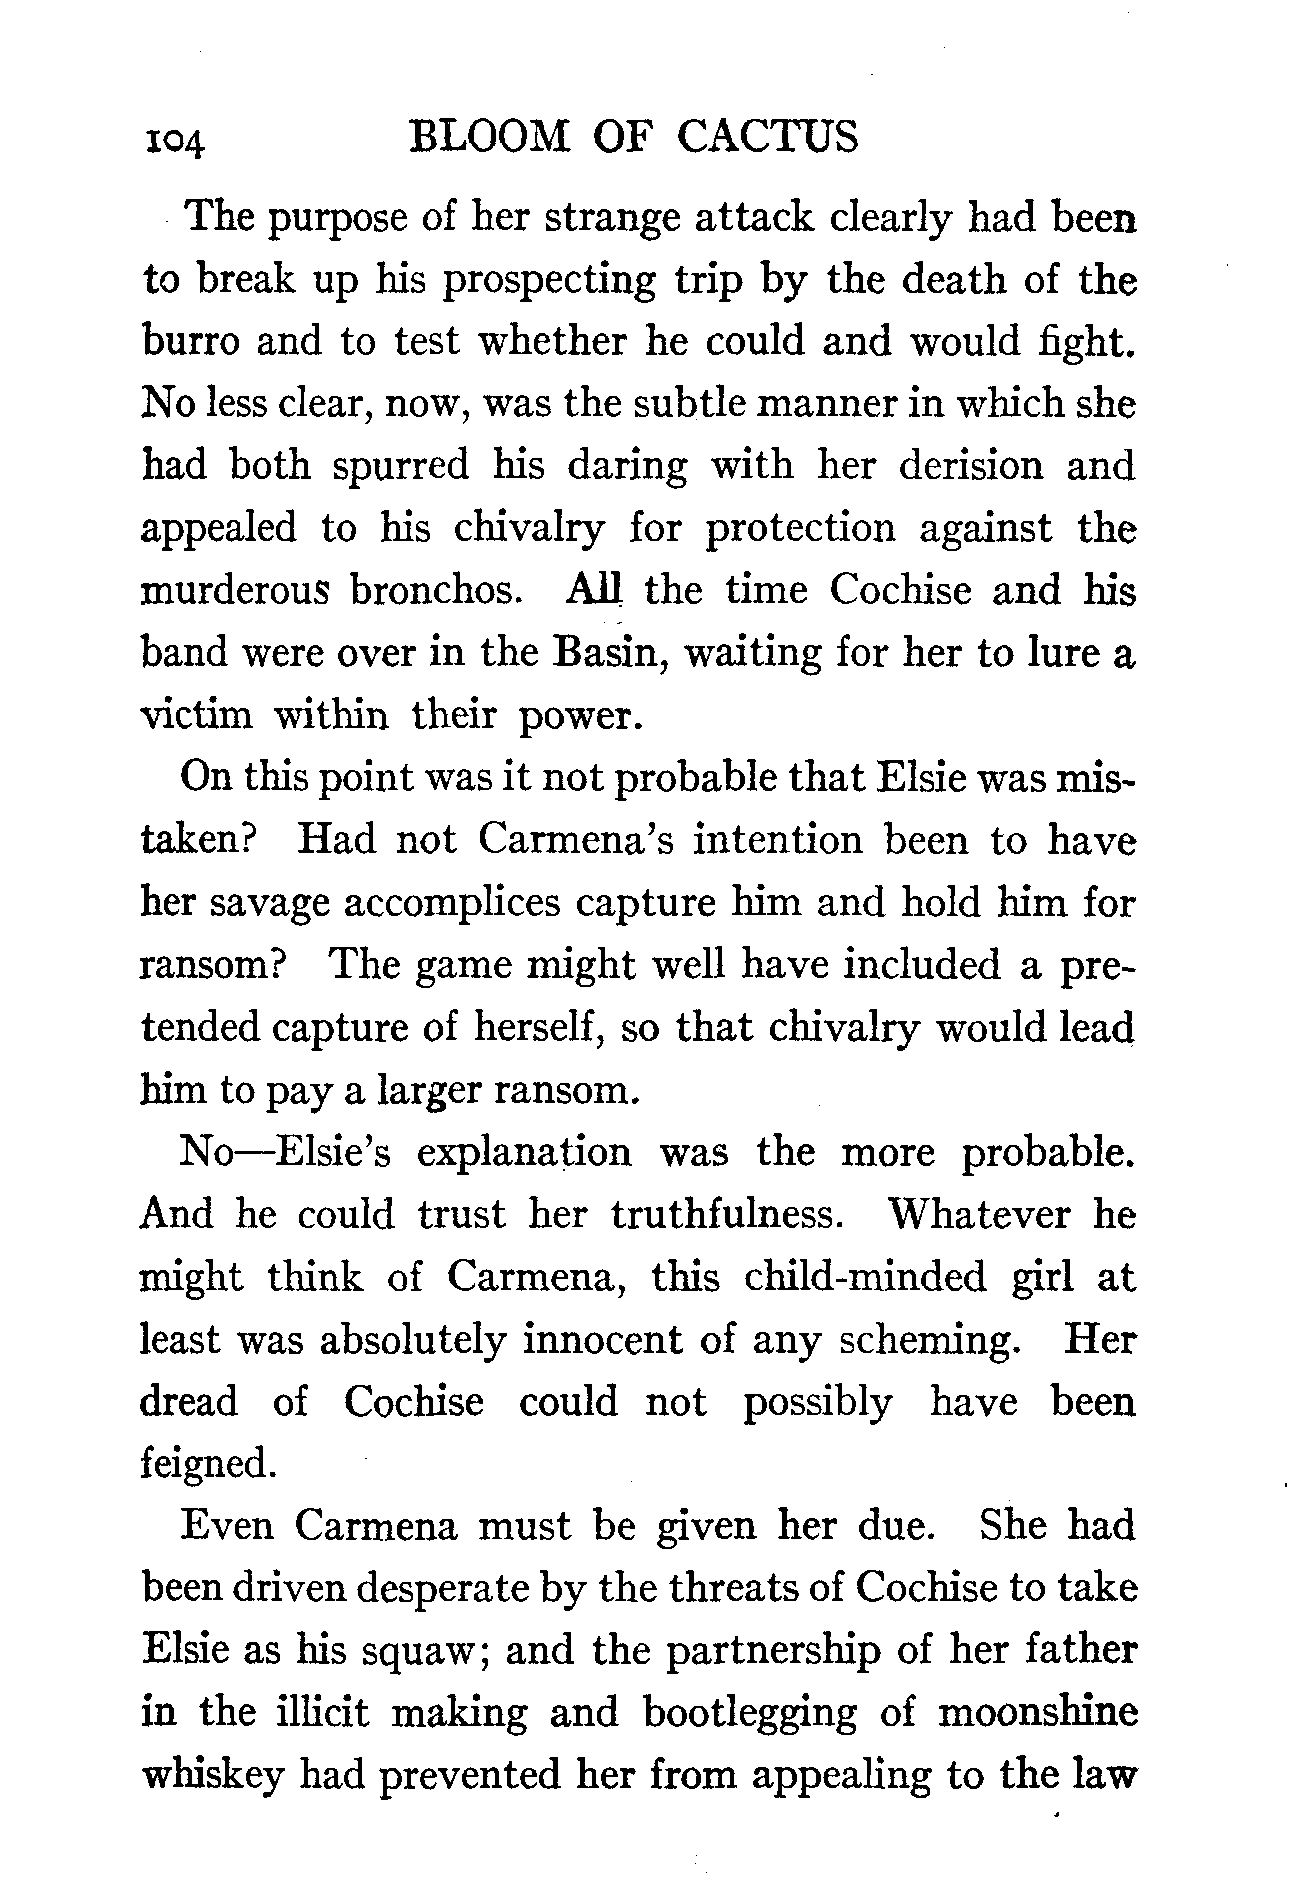 104 BLOOM OF CACTUS
The purpose of her strange attack clearly had been
to break up his prospecting trip by the death of the
burro and to test whether he could and would fight.
No less clear, now, was the subtle manner in which she
had both spurred his daring with her derision and
appealed to his chivalry for protection against the
murderous bronchos. All the time Cochise and his
band were over in the Basin, waiting for her to lure a
victim within their power.
On this point was it not probable that Elsie was mis-
taken? Had not Carmena's intention been to have
her savage accomplices capture him and hold him for
ransom? The game might well have included a pre-
tended capture of herself, so that chivalry would lead
him to pay a larger ransom.
No—Elsie's explanation was the more probable.
And he could trust her truthfulness. Whatever he
might think of Carmena, this child-minded girl at
least was absolutely innocent of any scheming. Her
dread of Cochise could not possibly have been
feigned.
Even Carmena must be given her due. She had
been driven desperate by the threats of Cochise to take
Elsie as his squaw; and the partnership of her father
in the illicit making and bootlegging of moonshine
whiskey had prevented her from appealing to the law